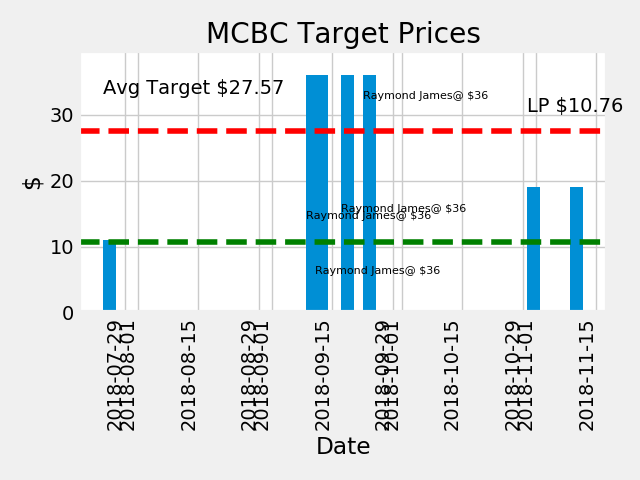 MCBC Target Prices
Avg Target $27.57
Raymond James@ $36
LP $10.76
Raymond James@ $36
Raymond James@ $36
Raymond James@ $36
$
30
20
10
0
2018-07-29
2018-08-01
2018-08-15
2018-08-29
2018-09-01
2018-09-15
2018-09-29
2018-10-01
2018-10-15
2018-10-29
2018-11-01
2018-11-15
Date